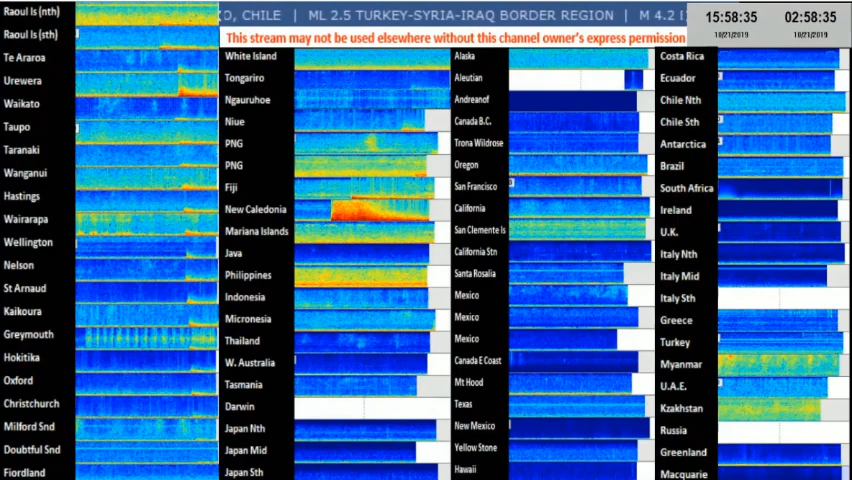 O, CHILE | ML 2.5 TURKEY-SYRIA-IRAQ BORDER REGION | M 4.2
15:58:35 02:58:35
10/21/2019 10/21/2019
This stream may not be used elsewhere without this channel owner's express permission
Raoul Is (nth)
Raoul Is (sth)
Te Araroa
Urewera
Waikato
Taupo
Taranaki
Wanganui
Hastings
Wairarapa
Wellington
Nelson
St Arnaud
Kaikoura
Greymouth
Hokitika
Oxford
Christchurch
Milford Snd
Doubtful Snd
Fiordland
White Island
Tongariro
Ngauruhoe
Niue
PNG
PNG
Fiji
New Caledonia
Mariana Islands
Java
Philippines
Indonesia
Micronesia
Thailand
W. Australia
Tasmania
Darwin
Japan Nth
Japan Mid
Japan Sth
Alaska
Aleutian
Andreanof
Canada B.C.
Trona Wildrose
Oregon
San Francisco
California
San Clemente Is
California Stn
Santa Rosalia
Mexico
Mexico
Mexico
Canada E Coast
Mt Hood
Texas
New Mexico
Yellow Stone
Hawaii
Costa Rica
Ecuador
Chile Nth
Chile Sth
Antarctica
Brazil
South Africa
Ireland
U.K.
Italy Nth
Italy Mid
Italy Sth
Greece
Turkey
Myanmar
U.A.E.
Kzakhstan
Russia
Greenland
Macquarie